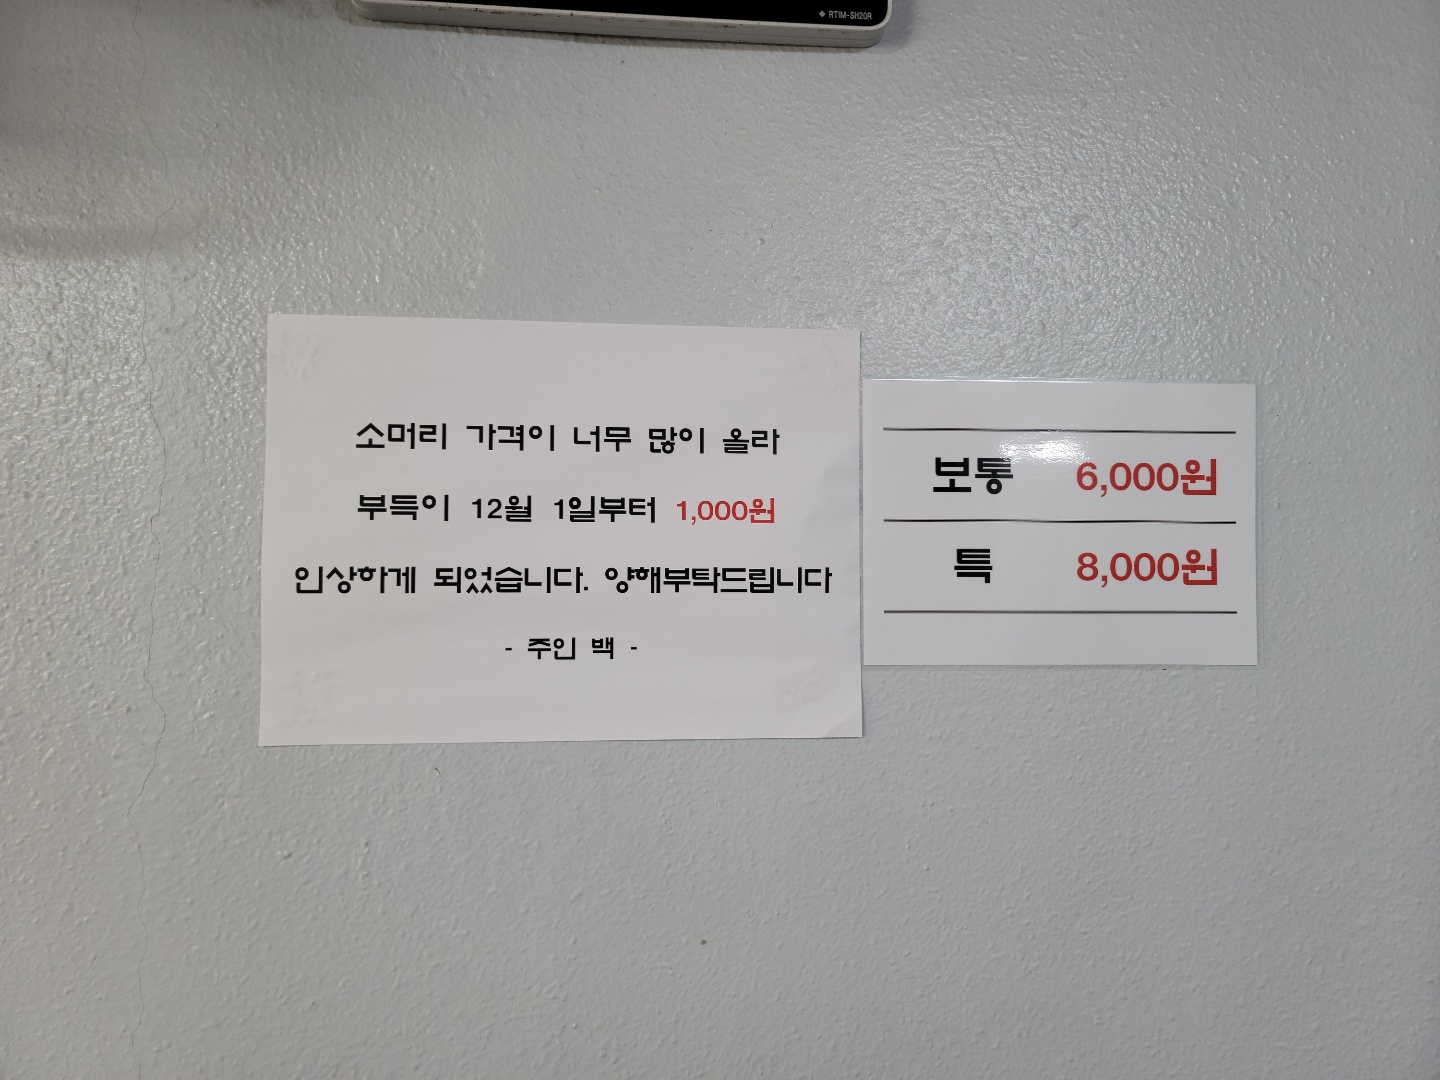 ◆ RTIM-SH20R
소머리 가격이 너무 많이 올라
부득이 12월 1일부터 1,000원
인상하게 되었습니다. 양해부탁드립니다
- 주인 백 -
보통 6,000원
특 8,000원